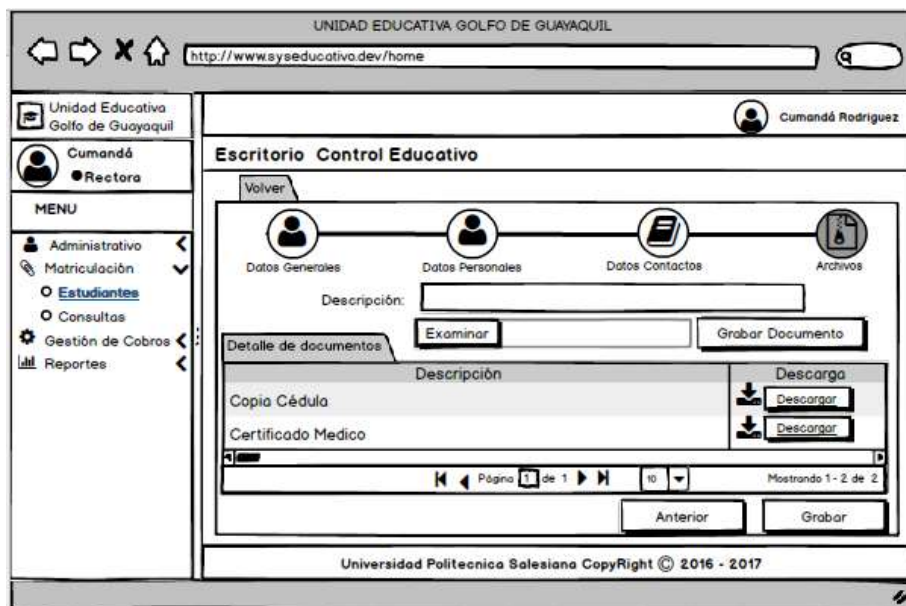 UNIDAD EDUCATIVA GOLFO DE GUAYAQUIL
http://www.syseducativo.dev/home
Unidad Educativa
Golfo de Guayaquil
Cumandá Rodriguez
Cumandá
Rectora
Escritorio Control Educativo
MENU
Administrativo
Matriculación
Estudiantes
Consultas
Gestión de Cobros
Reportes
Volver
Datos Generales
Datos Personales
Datos Contactos
Archivos
Descripción:
Examinar
Grabar Documento
Detalle de documentos
Descripción
Descarga
Copia Cédula
Descargar
Certificado Medico
Descargar
Página 1 de 1
10
Mostrando 1 - 2 de 2
Anterior
Grabar
Universidad Politecnica Salesiana CopyRight © 2016 - 2017